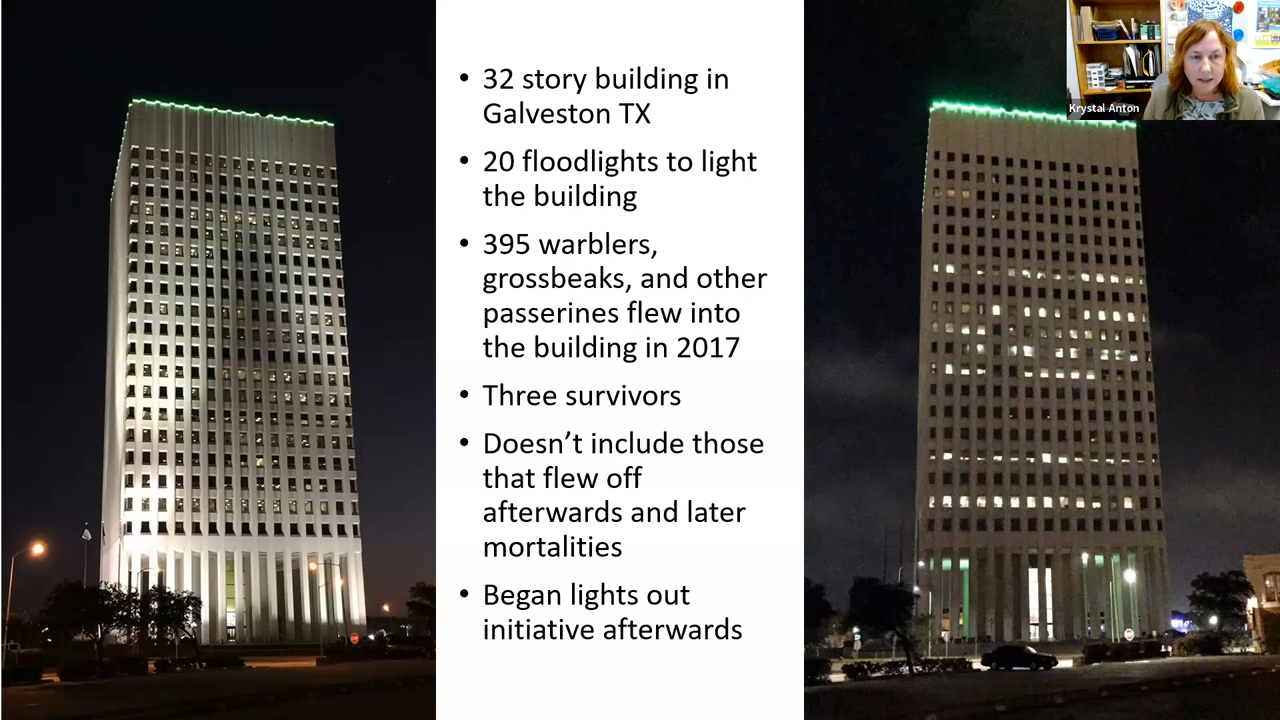 • 32 story building in
Galveston TX
• 20 floodlights to light
the building
• 395 warblers,
grossbeaks, and other
passerines flew into
the building in 2017
• Three survivors
• Doesn’t include those
that flew off
afterwards and later
mortalities
• Began lights out
initiative afterwards
Krystal Anton